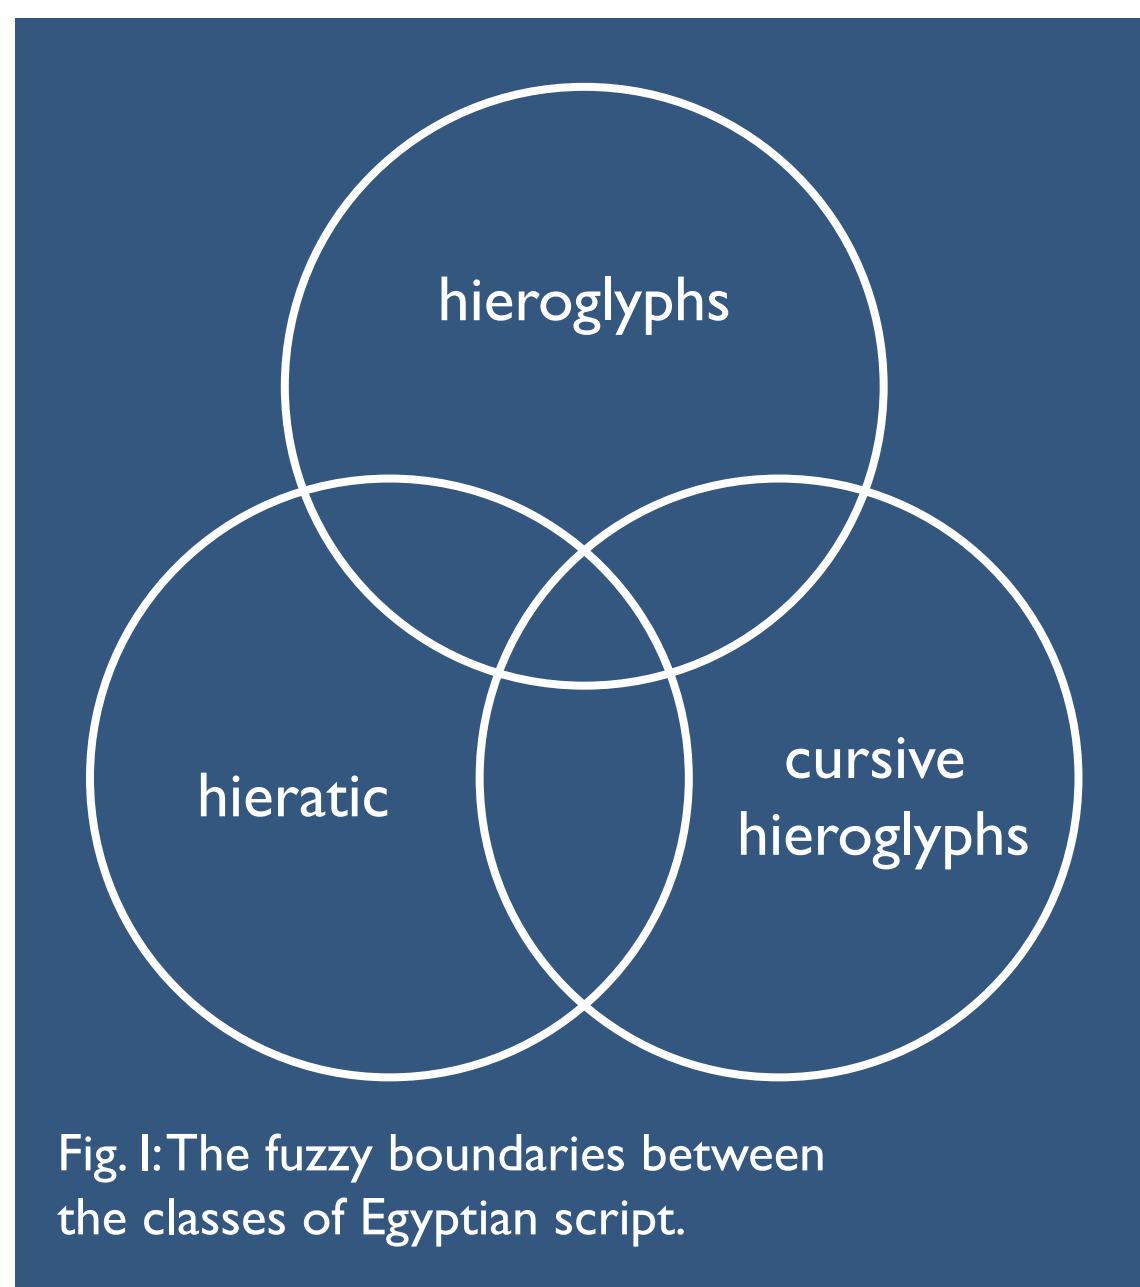 hieroglyphs
hieratic
cursive
hieroglyphs
Fig. 1: The fuzzy boundaries between
the classes of Egyptian script.